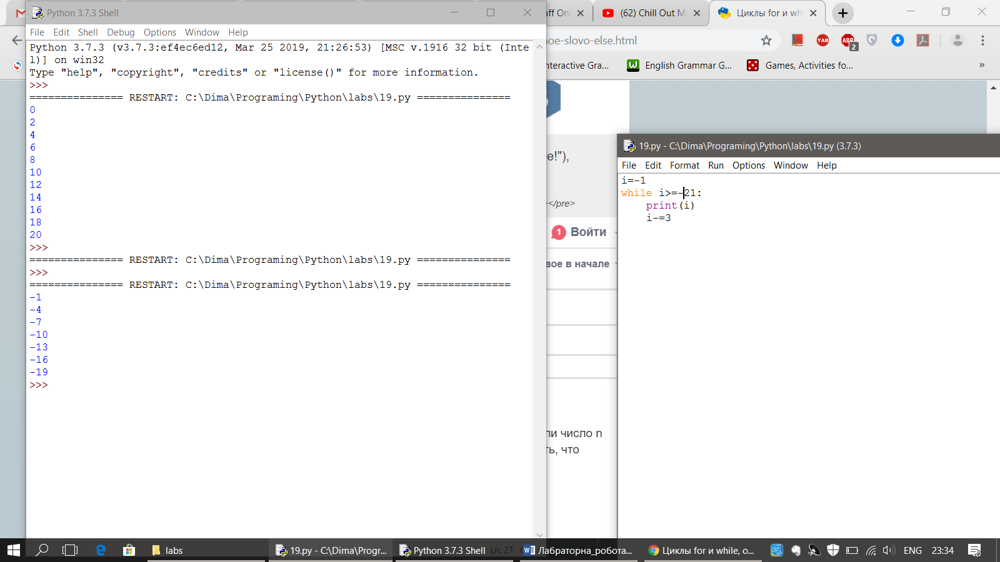 Python 3.7.3 Shell
File Edit Shell Debug Options Window Help
Python 3.7.3 (v3.7.3:ef4ec6ed12, Mar 25 2019, 21:26:53) [MSC v.1916 32 bit (Inte
l)] on win32
Type "help", "copyright", "credits" or "license()" for more information.
>>>
=============== RESTART: C:\Dima\Programing\Python\labs\19.py ===============
0
2
4
6
8
10
12
14
16
18
20
>>>
=============== RESTART: C:\Dima\Programing\Python\labs\19.py ===============
>>>
=============== RESTART: C:\Dima\Programing\Python\labs\19.py ===============
-1
-4
-7
-10
-13
-16
-19
>>>
(62) Chill Out M
Циклы for и wh
oe-slovo-else.html
YAB
ABP
2
nteractive Gra...
English Grammar G...
Games, Activities fo...
»
e!"),
></pre>
1 Войти
вое в начале
ли число n
ть, что
19.py - C:\Dima\Programing\Python\labs\19.py (3.7.3)
File Edit Format Run Options Window Help
i=-1
while i>=-21:
    print(i)
    i-=3
labs
19.py - C:\Dima\Progr...
Python 3.7.3 Shell
Ln: 21
Лабраторна_робота...
Циклы for и while, о...
ENG
23:34